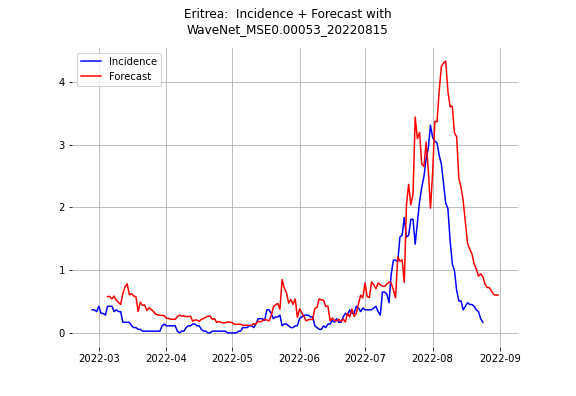 Eritrea:  Incidence + Forecast with
WaveNet_MSE0.00053_20220815
Incidence
Forecast
4
3
2
1
0
2022-03 2022-04 2022-05 2022-06 2022-07 2022-08 2022-09